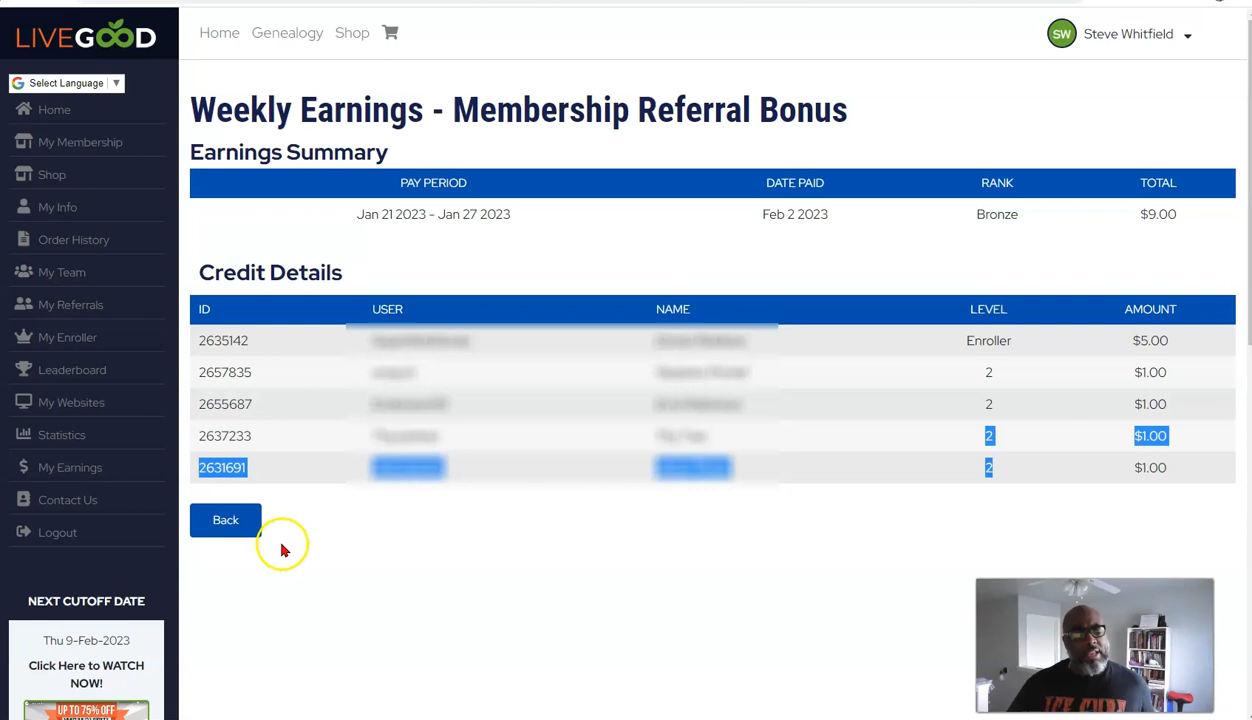 LIVEGOOD
Home Genealogy Shop
SW Steve Whitfield
Select Language
Home
My Membership
Shop
My Info
Order History
My Team
My Referrals
My Enroller
Leaderboard
My Websites
Statistics
My Earnings
Contact Us
Logout
NEXT CUTOFF DATE
Thu 9-Feb-2023
Click Here to WATCH
NOW!
UP TO 75% OFF
Weekly Earnings - Membership Referral Bonus
Earnings Summary
PAY PERIOD DATE PAID RANK TOTAL
Jan 21 2023 - Jan 27 2023 Feb 2 2023 Bronze $9.00
Credit Details
ID USER NAME LEVEL AMOUNT
2635142 Enroller $5.00
2657835 2 $1.00
2655687 2 $1.00
2637233 2 $1.00
2631691 2 $1.00
Back
ICE CUBE